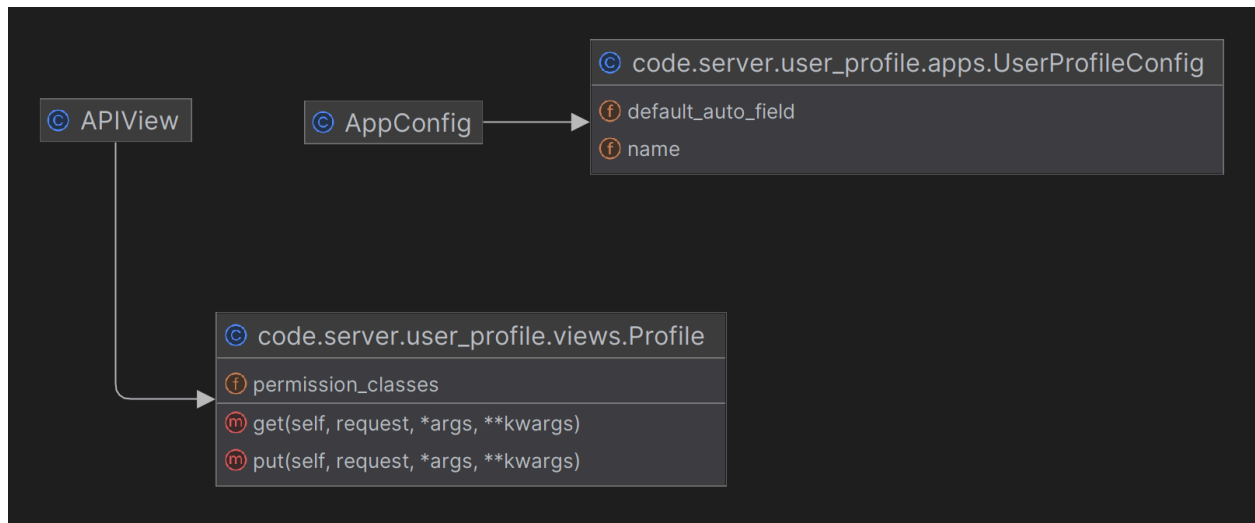 APIView
AppConfig
code.server.user_profile.apps.UserProfileConfig
default_auto_field
name
code.server.user_profile.views.Profile
permission_classes
get(self, request, *args, **kwargs)
put(self, request, *args, **kwargs)